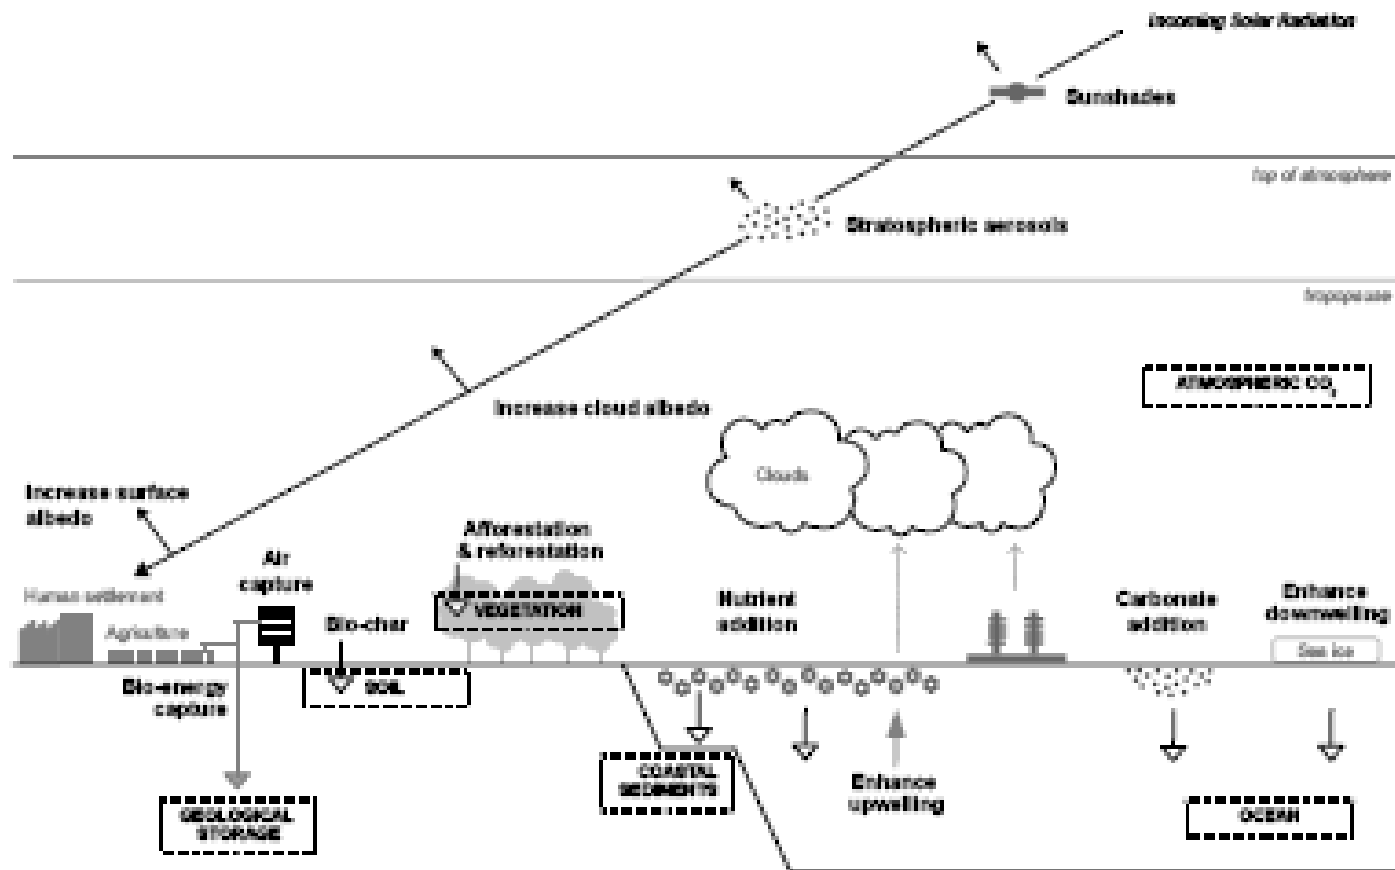 Incoming Solar Radiation
Sunshades
top of atmosphere
Stratospheric aerosols
tropopause
ATMOSPHERIC CO₂
Increase cloud albedo
Clouds
Increase surface
albedo
Afforestation
& reforestation
Air
capture
Human settlement
VEGETATION
Nutrient
addition
Carbonate
addition
Enhance
downwelling
Agriculture
Bio-char
Sea ice
Bio-energy
capture
SOIL
COASTAL
SEDIMENTS
Enhance
upwelling
GEOLOGICAL
STORAGE
OCEAN